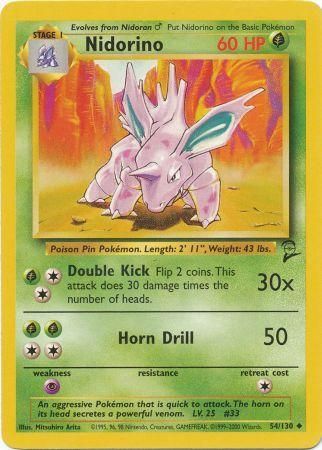 Evolves from Nidoran ♂ Put Nidorino on the Basic Pokémon
STAGE 1
Nidorino 60 HP
Poison Pin Pokémon. Length: 2' 11", Weight: 43 lbs.
Double Kick Flip 2 coins. This
attack does 30 damage times
the number of heads.
30x
Horn Drill 50
weakness resistance retreat cost
An aggressive Pokémon that is quick to attack. The horn on
its head secretes a powerful venom. LV. 25 #33
Illus. Mitsuhiro Arita ©1995, 96, 98 Nintendo, Creatures, GAMEFREAK. ©1999-2000 Wizards. 54/130 ◆